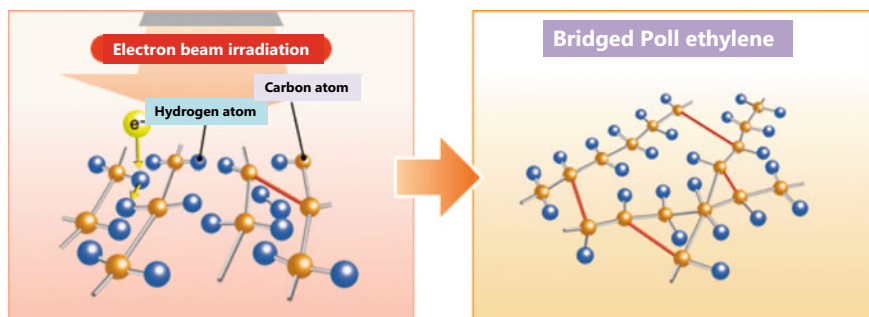 Electron beam irradiation
Carbon atom
Hydrogen atom
e⁻
Bridged Poll ethylene